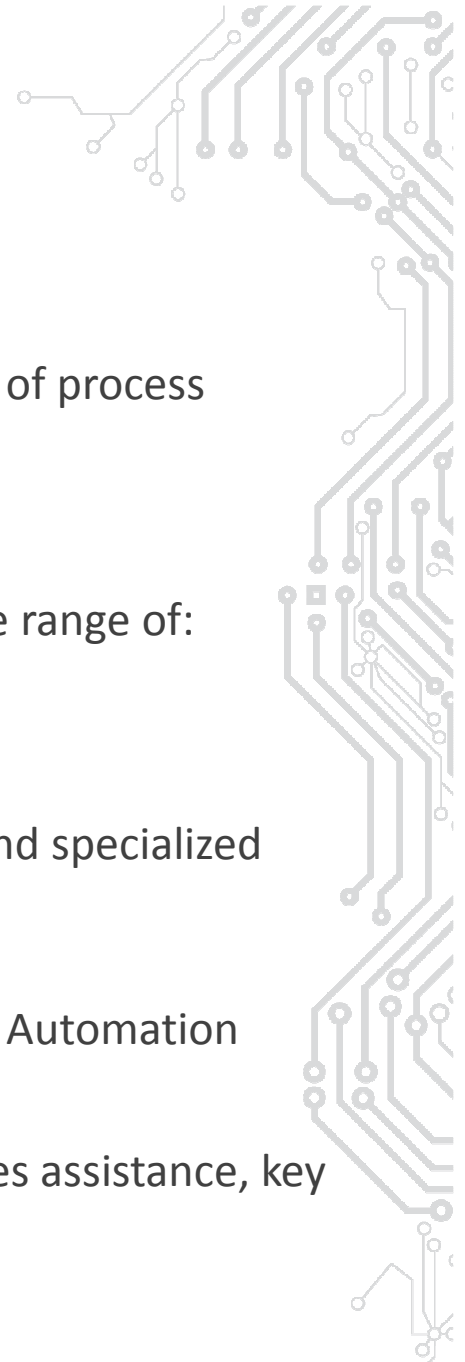 of process
e range of:
nd specialized
Automation
es assistance, key